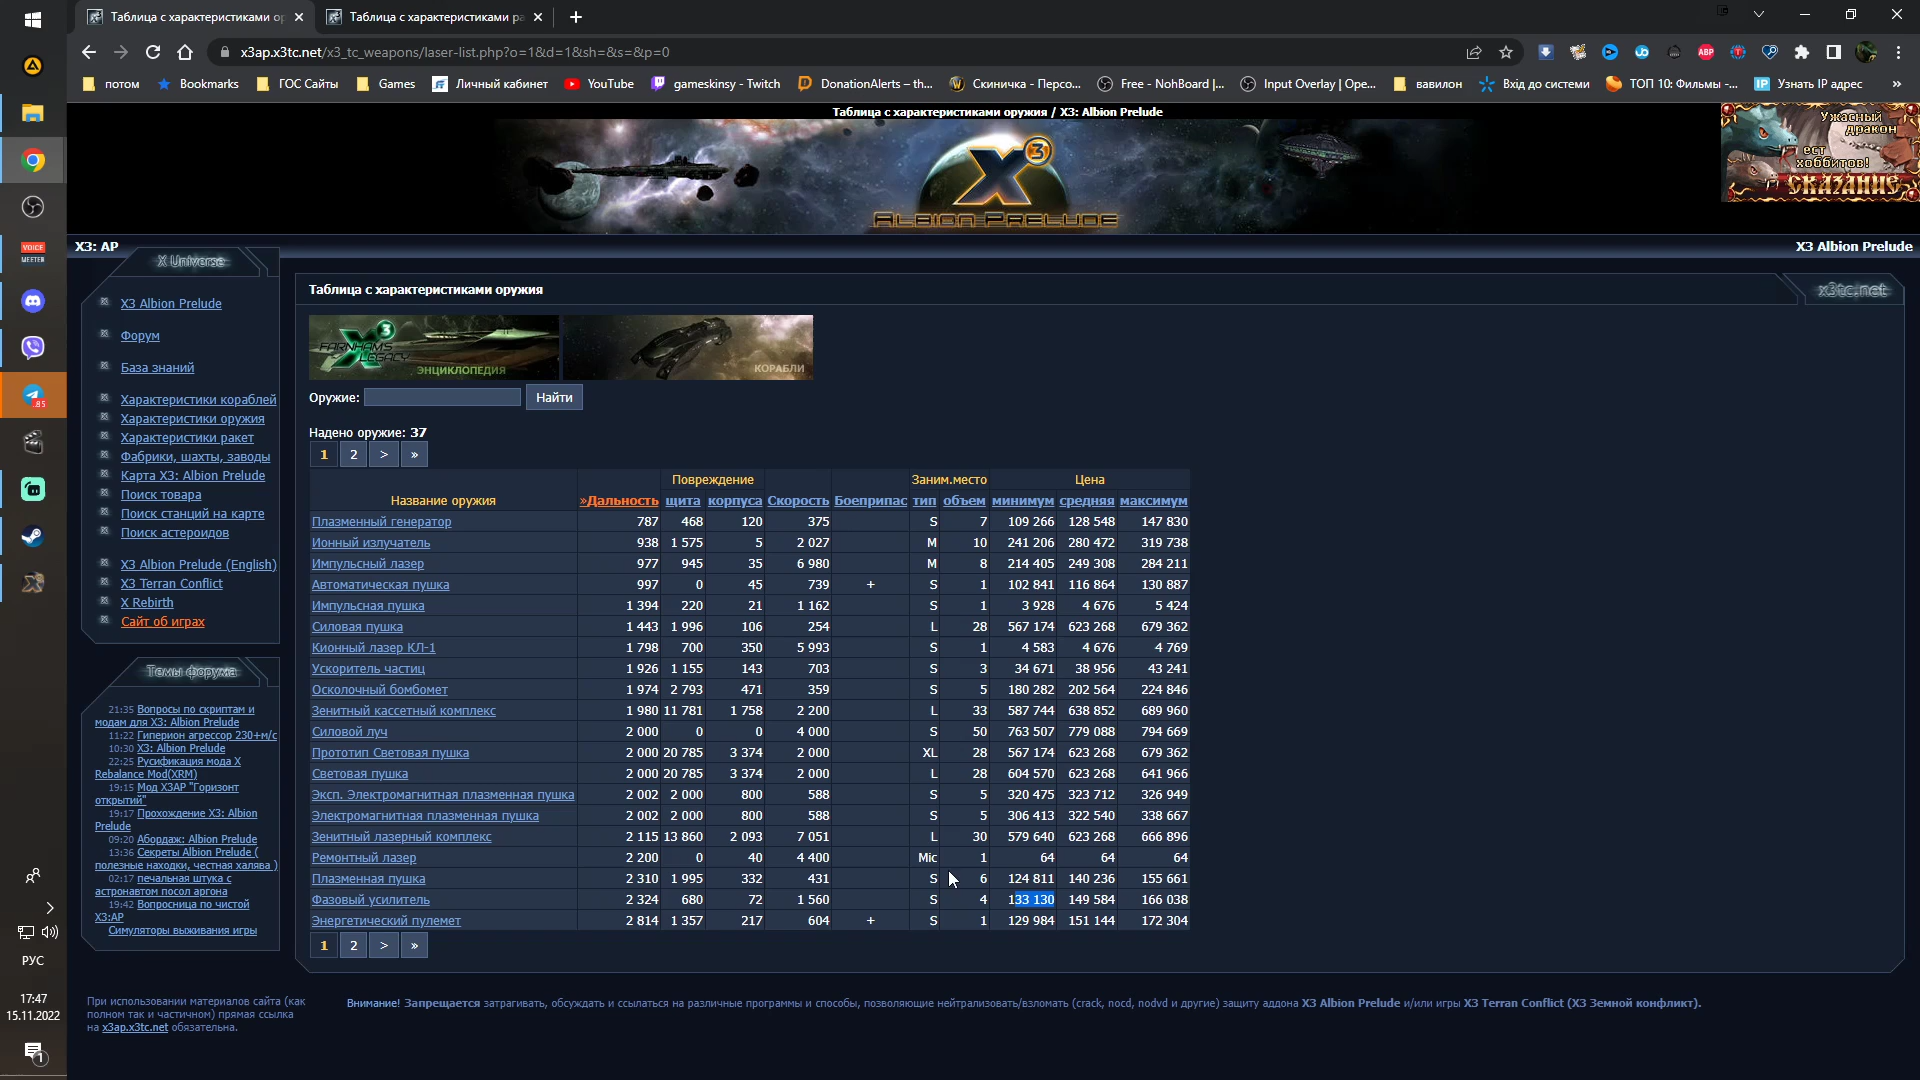 Таблица с характеристиками ор
Таблица с характеристиками ра
x3ap.x3tc.net/x3_tc_weapons/laser-list.php?o=1&d=1&sh=&s=&p=0
потом Bookmarks ГОС Сайты Games Личный кабинет YouTube gameskinsy - Twitch DonationAlerts – th... Скиничка - Персо... Free - NohBoard |... Input Overlay | Ope... вавилон Вхід до системи ТОП 10: Фильмы -... Узнать IP адрес »
Таблица с характеристиками оружия / X3: Albion Prelude
X 3
ALBION PRELUDE
Ужасный
дракон
ест
хоббитов!
СКАЗАНИЕ
X3: AP
X3 Albion Prelude
X Universe
X3 Albion Prelude
Форум
База знаний
Характеристики кораблей
Характеристики оружия
Характеристики ракет
Фабрики, шахты, заводы
Карта X3: Albion Prelude
Поиск товара
Поиск станций на карте
Поиск астероидов
X3 Albion Prelude (English)
X3 Terran Conflict
X Rebirth
Сайт об играх
Темы форума
21:35 Вопросы по скриптам и
модам для X3: Albion Prelude
11:22 Гиперион агрессор 230+м/с
10:30 X3: Albion Prelude
22:25 Русификация мода X
Rebalance Mod(XRM)
19:15 Мод X3AP "Горизонт
открытий"
19:17 Прохождение X3: Albion
Prelude
09:20 Абордаж: Albion Prelude
13:36 Секреты Albion Prelude (
полезные находки, честная халява )
02:17 печальная штука с
астронавтом посол аргона
19:42 Вопросница по чистой
X3:AP
Симуляторы выживания игры
Таблица с характеристиками оружия
x3tc.net
X3 FARNHAMS LEGACY ЭНЦИКЛОПЕДИЯ
КОРАБЛИ
Оружие: Найти
Надено оружие: 37
1 2 > »
Повреждение Заним.место Цена
Название оружия »Дальность щита корпуса Скорость Боеприпас тип объем минимум средняя максимум
Плазменный генератор 787 468 120 375 S 7 109 266 128 548 147 830
Ионный излучатель 938 1 575 5 2 027 M 10 241 206 280 472 319 738
Импульсный лазер 977 945 35 6 980 M 8 214 405 249 308 284 211
Автоматическая пушка 997 0 45 739 + S 1 102 841 116 864 130 887
Импульсная пушка 1 394 220 21 1 162 S 1 3 928 4 676 5 424
Силовая пушка 1 443 1 996 106 254 L 28 567 174 623 268 679 362
Кионный лазер КЛ-1 1 798 700 350 5 993 S 1 4 583 4 676 4 769
Ускоритель частиц 1 926 1 155 143 703 S 3 34 671 38 956 43 241
Осколочный бомбомет 1 974 2 793 471 359 S 5 180 282 202 564 224 846
Зенитный кассетный комплекс 1 980 11 781 1 758 2 200 L 33 587 744 638 852 689 960
Силовой луч 2 000 0 0 4 000 S 50 763 507 779 088 794 669
Прототип Световая пушка 2 000 20 785 3 374 2 000 XL 28 567 174 623 268 679 362
Световая пушка 2 000 20 785 3 374 2 000 L 28 604 570 623 268 641 966
Эксп. Электромагнитная плазменная пушка 2 002 2 000 800 588 S 5 320 475 323 712 326 949
Электромагнитная плазменная пушка 2 002 2 000 800 588 S 5 306 413 322 540 338 667
Зенитный лазерный комплекс 2 115 13 860 2 093 7 051 L 30 579 640 623 268 666 896
Ремонтный лазер 2 200 0 40 4 400 Mic 1 64 64 64
Плазменная пушка 2 310 1 995 332 431 S 6 124 811 140 236 155 661
Фазовый усилитель 2 324 680 72 1 560 S 4 133 130 149 584 166 038
Энергетический пулемет 2 814 1 357 217 604 + S 1 129 984 151 144 172 304
1 2 > »
При использовании материалов сайта (как
полном так и частичном) прямая ссылка
на x3ap.x3tc.net обязательна.
Внимание! Запрещается затрагивать, обсуждать и ссылаться на различные программы и способы, позволяющие нейтрализовать/взломать (crack, nocd, nodvd и другие) защиту аддона X3 Albion Prelude и/или игры X3 Terran Conflict (X3 Земной конфликт).
VOICE
MEETER
85
РУС
17:47
15.11.2022
1